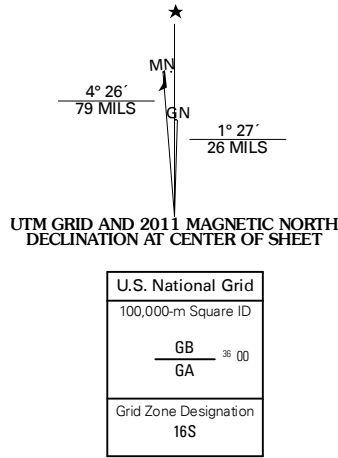 ★
MN
4° 26´
79 MILS
GN
1° 27´
26 MILS
UTM GRID AND 2011 MAGNETIC NORTH
DECLINATION AT CENTER OF SHEET
U.S. National Grid
100,000-m Square ID
GB
36 00
GA
Grid Zone Designation
16S